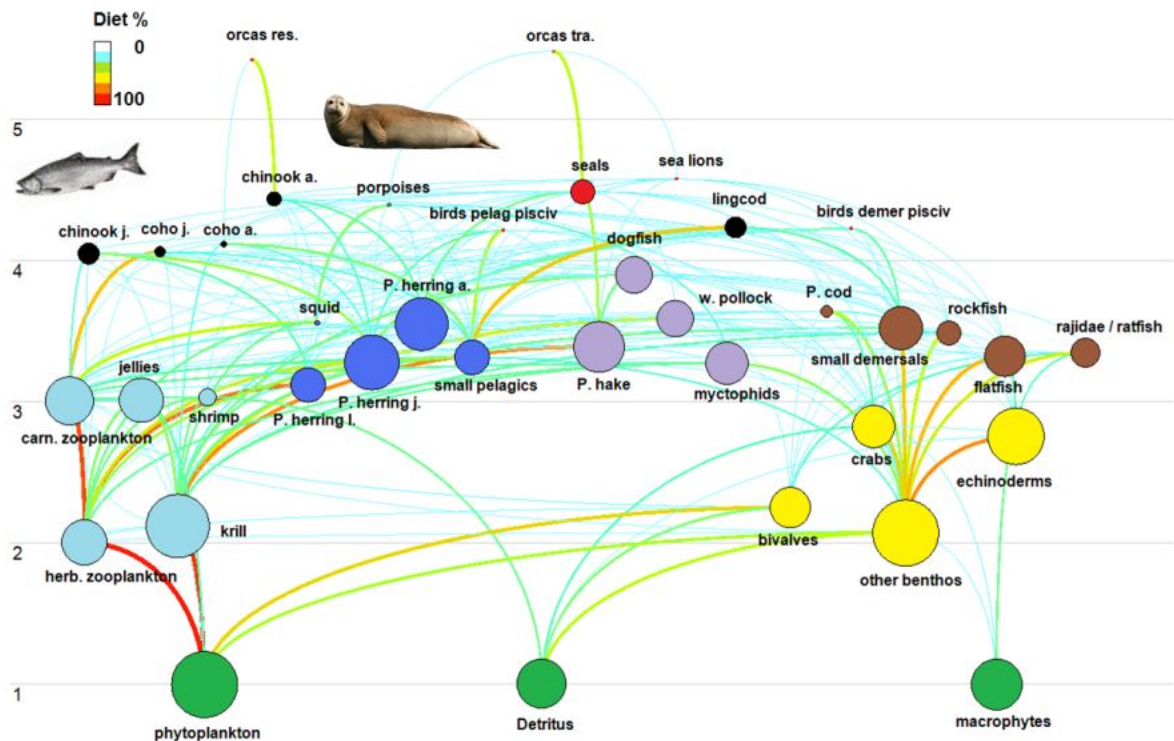 Diet %
0
100
orcas res.
orcas tra.
5
chinook a.
porpoises
seals
sea lions
chinook j.
coho j.
coho a.
birds pelag pisciv
lingcod
birds demer pisciv
4
dogfish
P. herring a.
squid
w. pollock
P. cod
rockfish
rajidae / ratfish
jellies
small pelagics
P. hake
small demersals
myctophids
flatfish
3
shrimp
P. herring l.
P. herring j.
carn. zooplankton
crabs
echinoderms
krill
2
herb. zooplankton
bivalves
other benthos
1
phytoplankton
Detritus
macrophytes